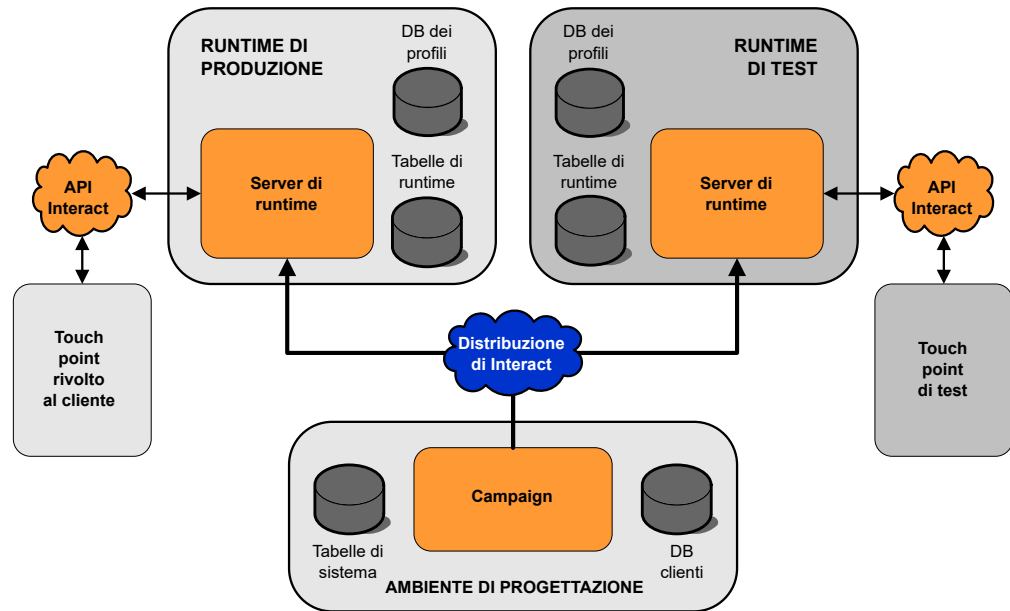 RUNTIME DI
PRODUZIONE
DB dei
profili
Server di
runtime
Tabelle di
runtime
DB dei
profili
RUNTIME
DI TEST
Tabelle di
runtime
Server di
runtime
API
Interact
API
Interact
Touch
point
rivolto
al cliente
Distribuzione
di Interact
Touch
point
di test
Campaign
Tabelle di
sistema
DB
clienti
AMBIENTE DI PROGETTAZIONE